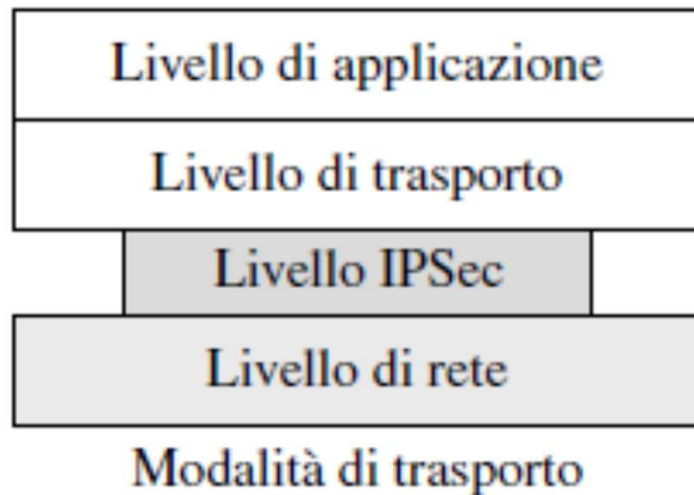 Livello di applicazione
Livello di trasporto
Livello IPSec
Livello di rete
Modalità di trasporto